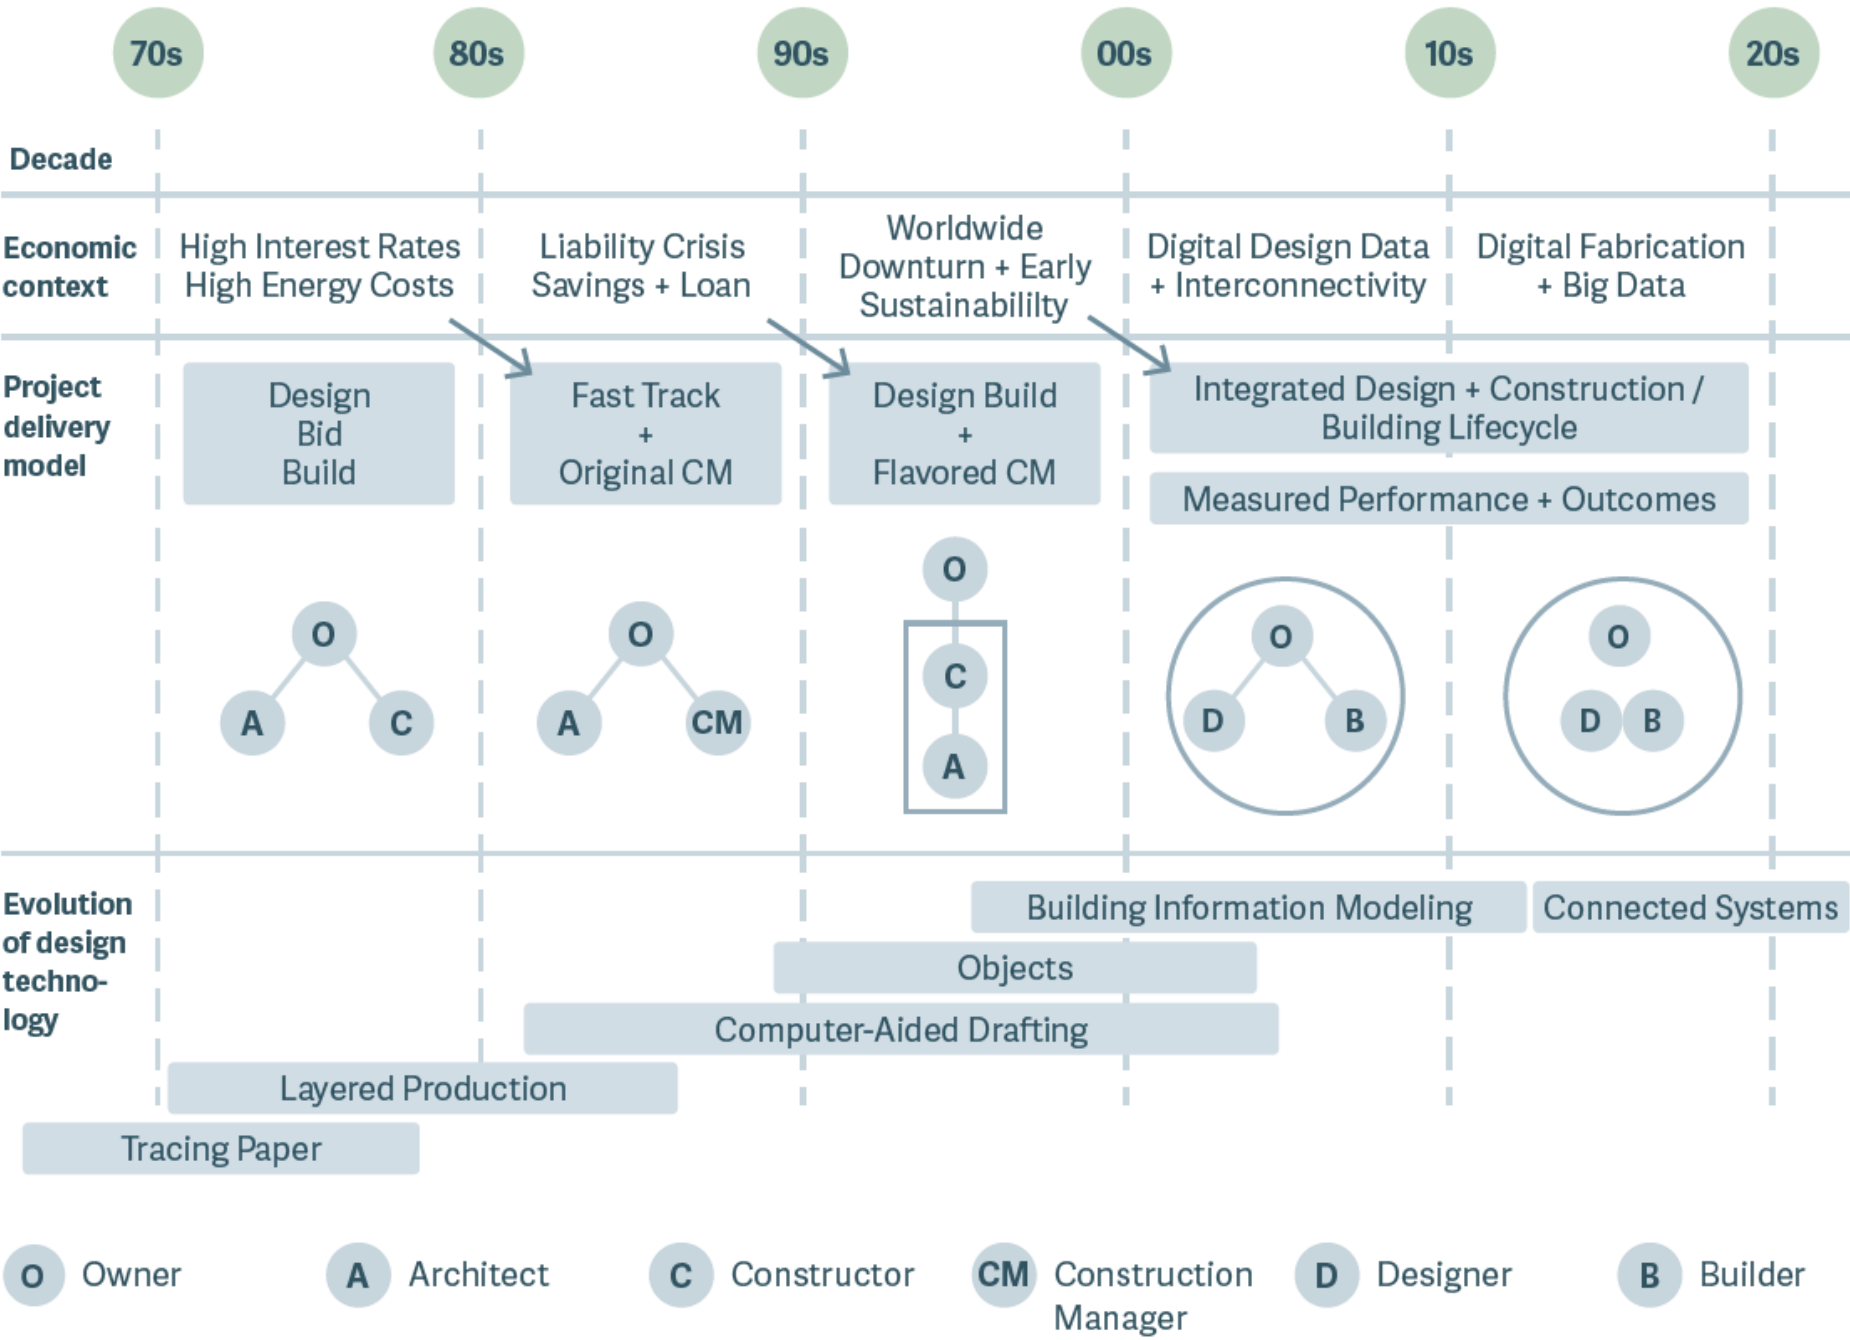 70s
80s
90s
00s
10s
20s
Decade
Economic
context
High Interest Rates
High Energy Costs
Liability Crisis
Savings + Loan
Worldwide
Downturn + Early
Sustainabililty
Digital Design Data
+ Interconnectivity
Digital Fabrication
+ Big Data
Project
delivery
model
Design
Bid
Build
Fast Track
+
Original CM
Design Build
+
Flavored CM
Integrated Design + Construction /
Building Lifecycle
Measured Performance + Outcomes
O
A
C
O
A
CM
O
C
A
O
D
B
O
D
B
Evolution
of design
techno-
logy
Building Information Modeling
Connected Systems
Objects
Computer-Aided Drafting
Layered Production
Tracing Paper
O Owner
A Architect
C Constructor
CM Construction
Manager
D Designer
B Builder